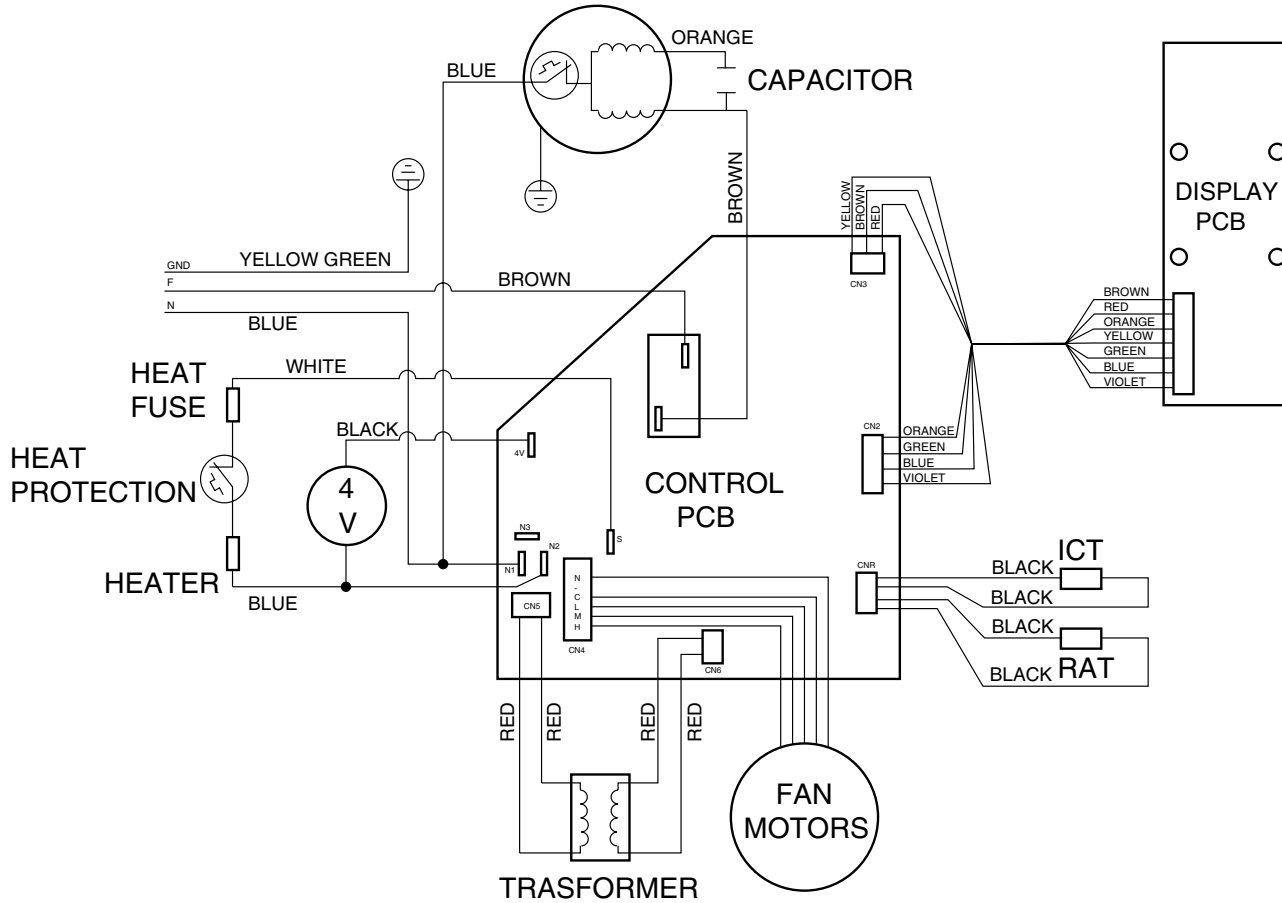 ORANGE
BLUE
CAPACITOR
BROWN
YELLOW
BROWN
RED
CN3
DISPLAY
PCB
GND
YELLOW GREEN
F
BROWN
N
BLUE
BROWN
RED
ORANGE
YELLOW
GREEN
BLUE
VIOLET
HEAT
FUSE
WHITE
BLACK
4V
HEAT
PROTECTION
4
V
CONTROL
PCB
CN2
ORANGE
GREEN
BLUE
VIOLET
N3
N2
N1
S
HEATER
BLUE
CN5
N
-
C
L
M
H
CN4
CN6
CNR
BLACK
ICT
BLACK
BLACK
RAT
BLACK
RED
RED
RED
RED
FAN
MOTORS
TRASFORMER